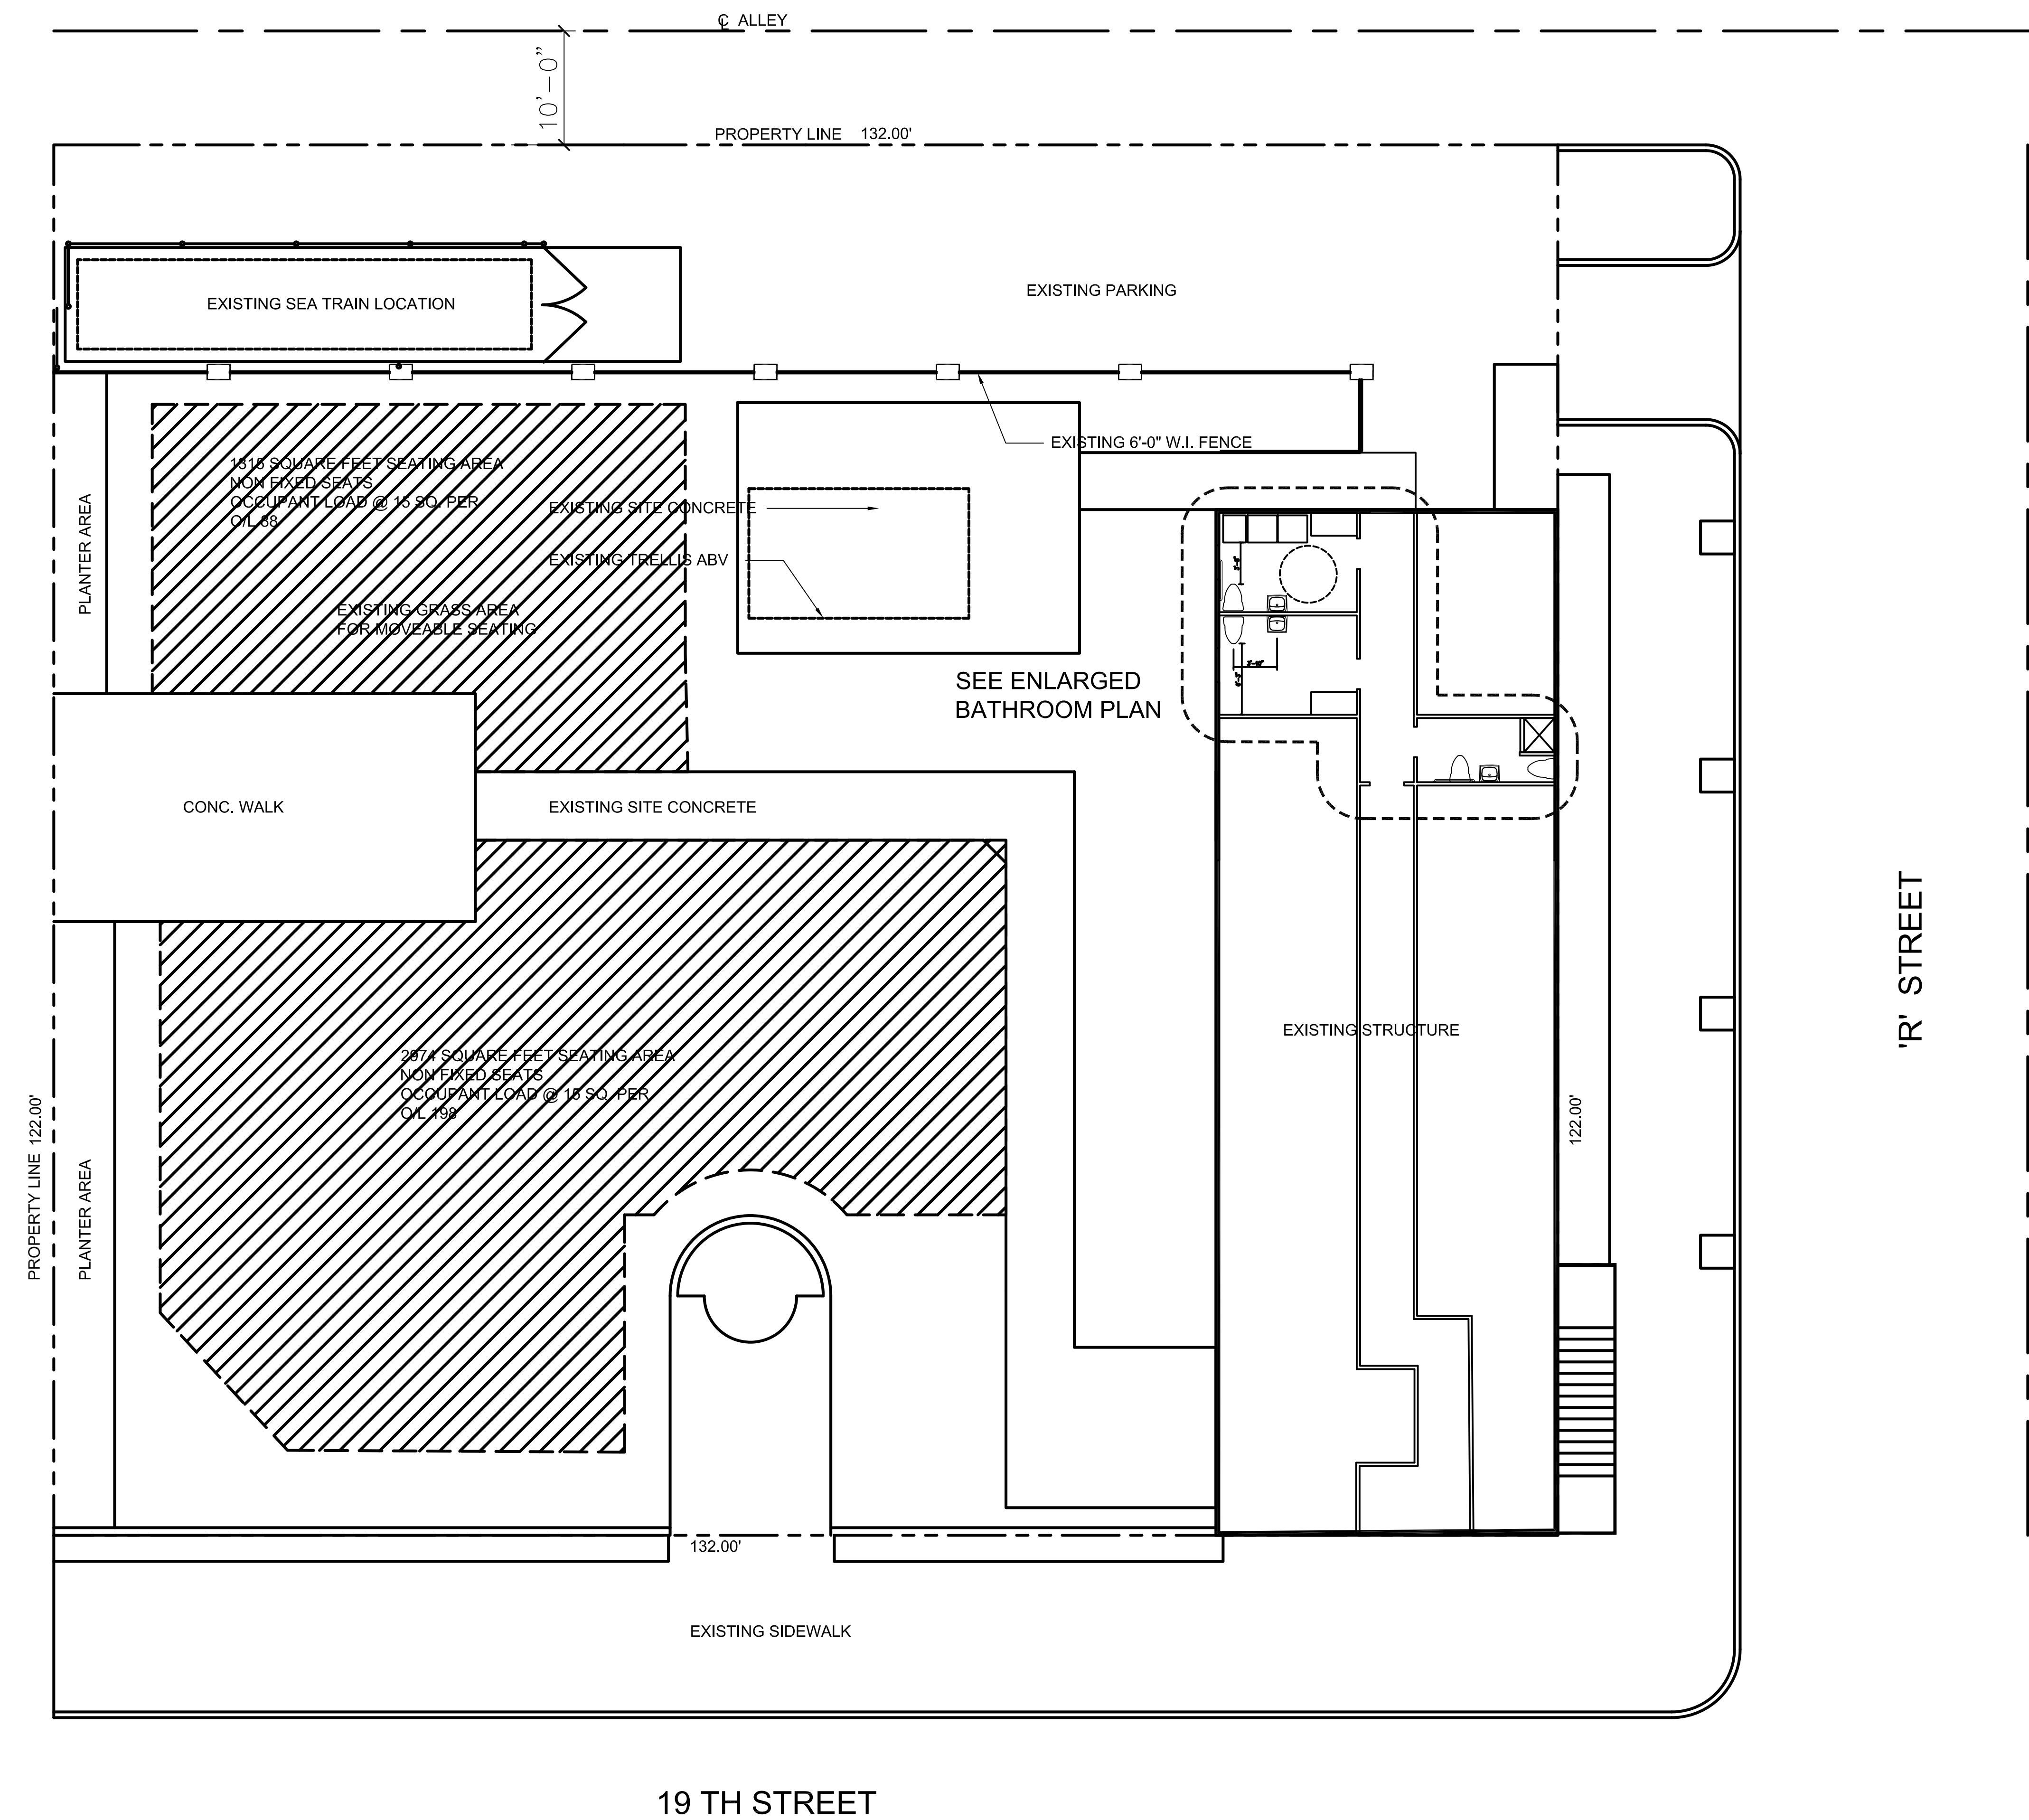 ℄ ALLEY
10'-0"
PROPERTY LINE 132.00'
EXISTING SEA TRAIN LOCATION
EXISTING PARKING
EXISTING 6'-0" W.I. FENCE
1315 SQUARE FEET SEATING AREA
NON FIXED SEATS
OCCUPANT LOAD @ 15 SQ. PER
O/L 88
EXISTING SITE CONCRETE
EXISTING TRELLIS ABV
PLANTER AREA
EXISTING GRASS AREA
FOR MOVEABLE SEATING
SEE ENLARGED
BATHROOM PLAN
CONC. WALK
EXISTING SITE CONCRETE
'R' STREET
EXISTING STRUCTURE
2974 SQUARE FEET SEATING AREA
NON FIXED SEATS
OCCUPANT LOAD @ 15 SQ. PER
O/L 198
PROPERTY LINE 122.00'
PLANTER AREA
122.00'
132.00'
EXISTING SIDEWALK
19 TH STREET